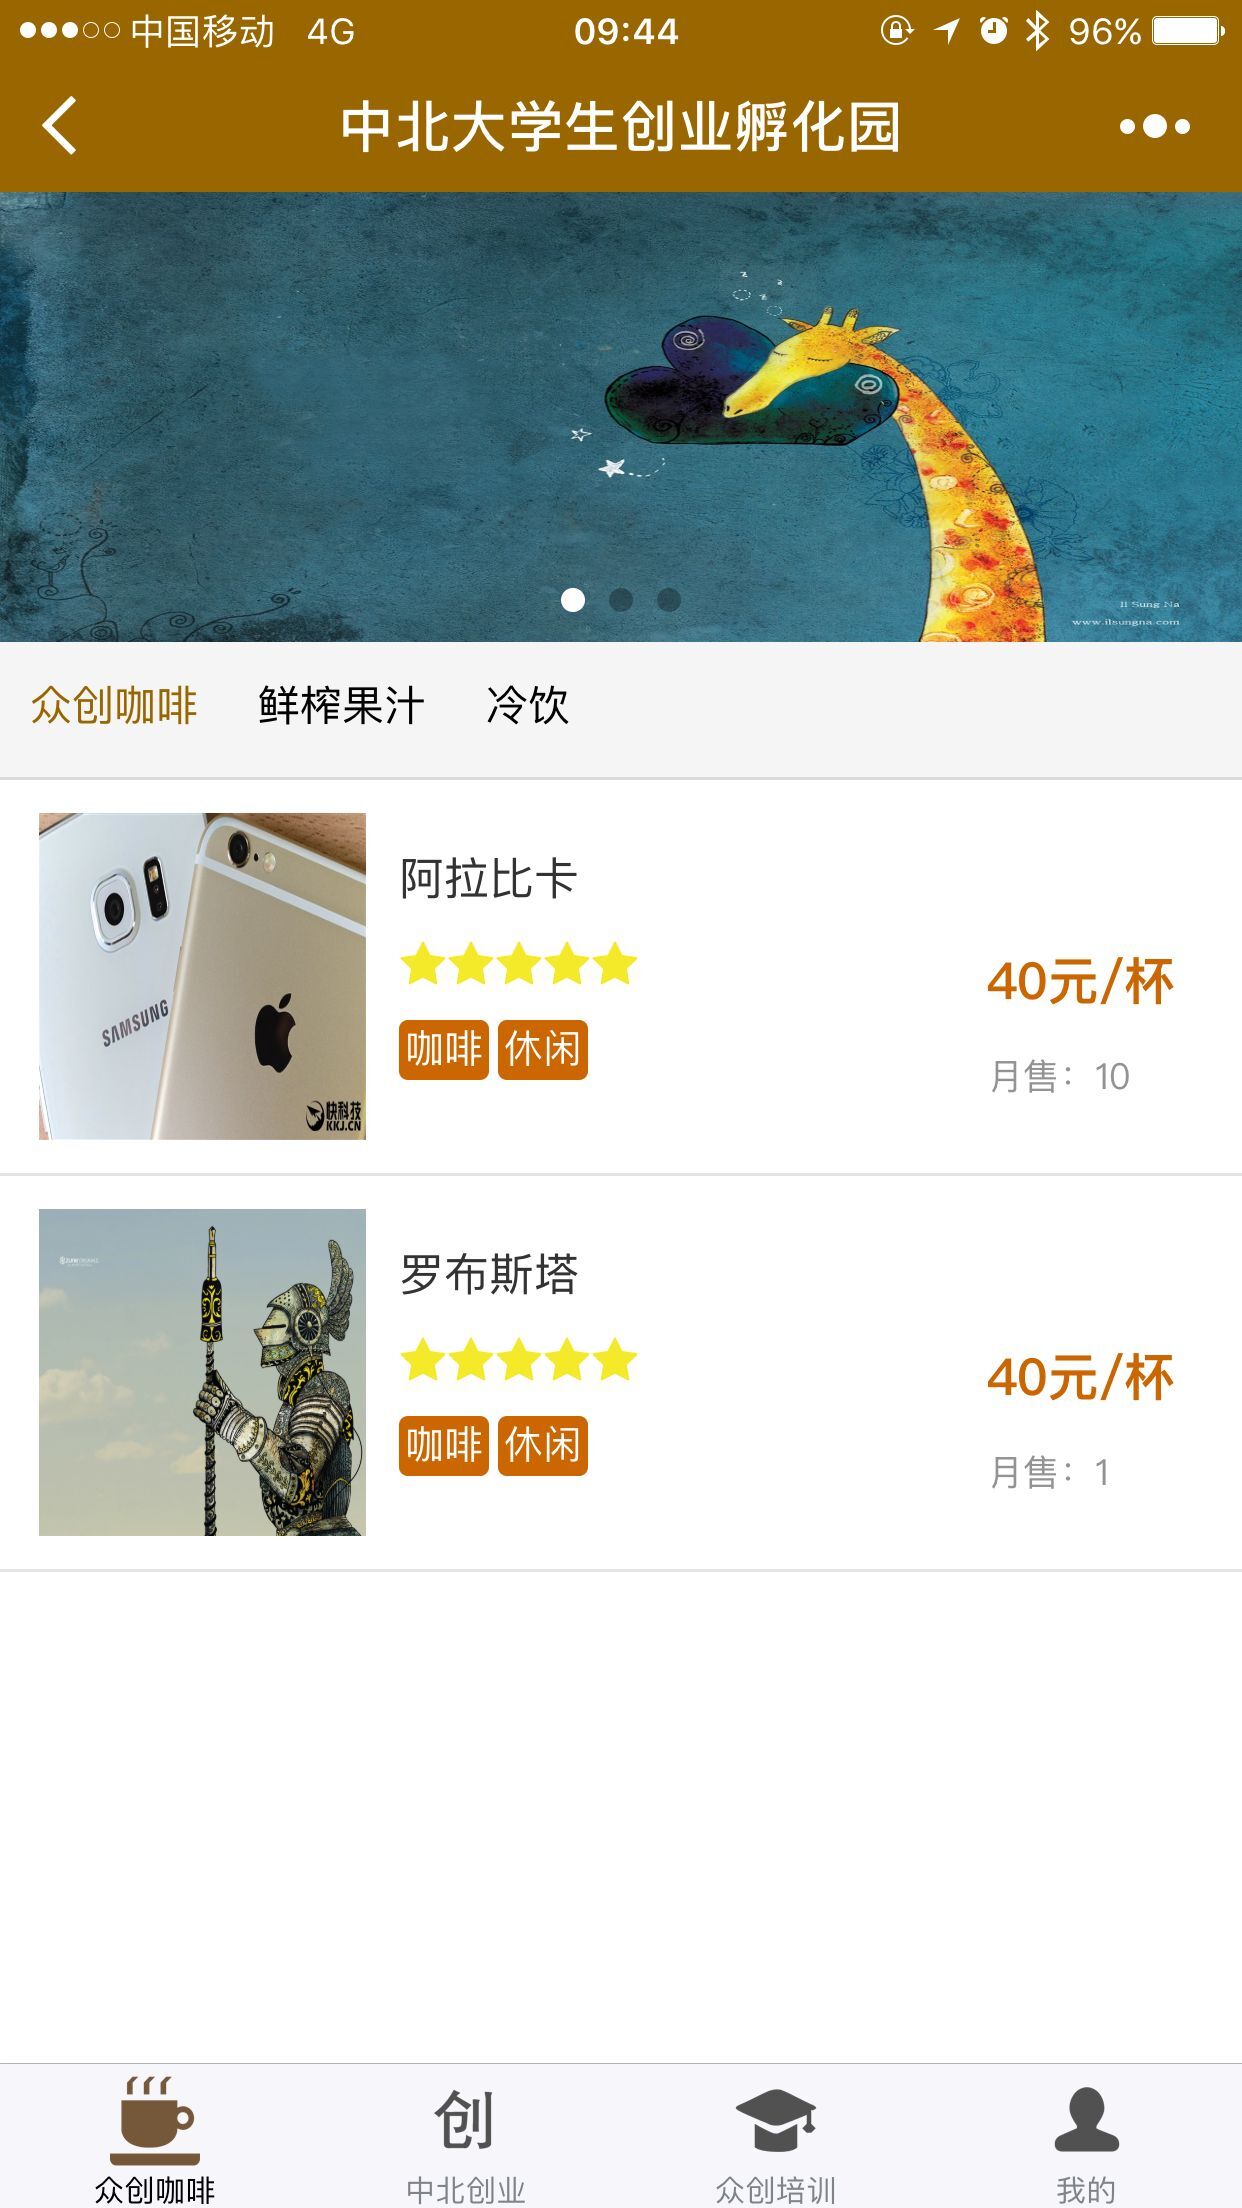 中国移动 4G 09:44 96%
中北大学生创业孵化园
Il Sung Na
www.ilsungna.com
众创咖啡 鲜榨果汁 冷饮
阿拉比卡
咖啡 休闲
40元/杯
月售：10
SAMSUNG
快科技
KKJ.CN
罗布斯塔
咖啡 休闲
40元/杯
月售：1
众创咖啡 创 中北创业 众创培训 我的